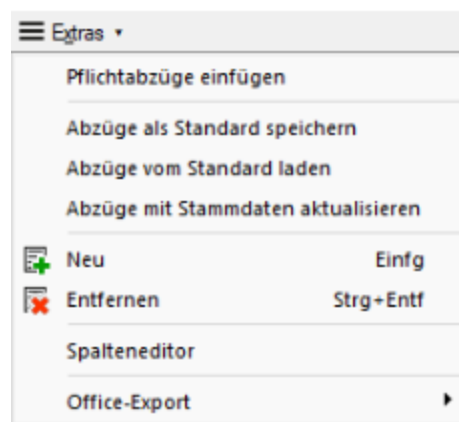 Extras
Pflichtabzüge einfügen
Abzüge als Standard speichern
Abzüge vom Standard laden
Abzüge mit Stammdaten aktualisieren
Neu Einfg
Entfernen Strg+Entf
Spalteneditor
Office-Export